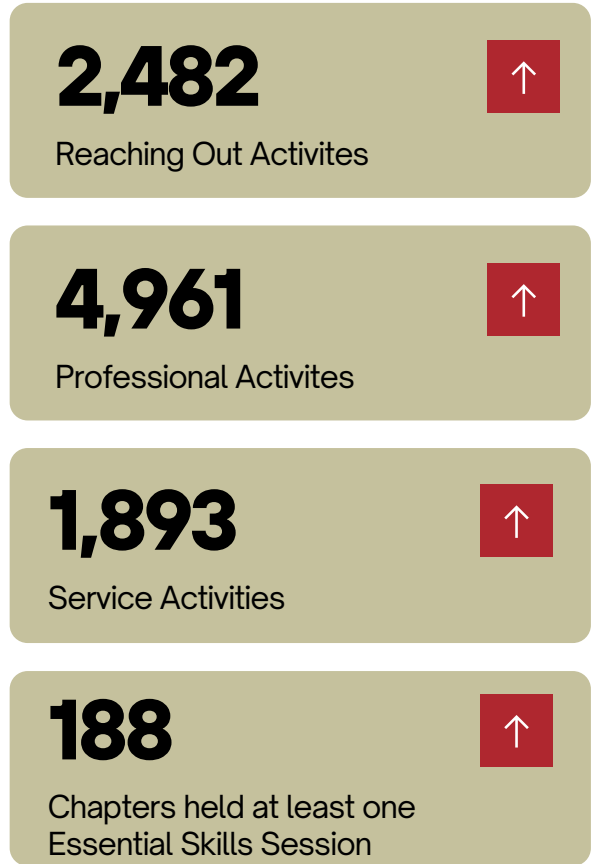 2,482
Reaching Out Activites
4,961
Professional Activites
1,893
Service Activities
188
Chapters held at least one
Essential Skills Session